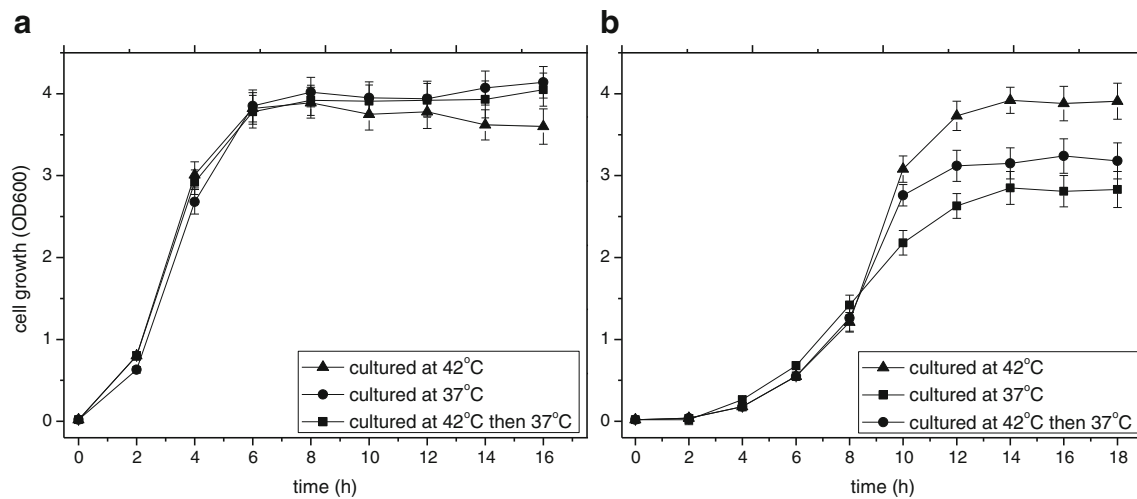 a
b
cell growth (OD600)
4
3
2
1
0
0 2 4 6 8 10 12 14 16
time (h)
cultured at 42°C
cultured at 37°C
cultured at 42°C then 37°C
4
3
2
1
0
0 2 4 6 8 10 12 14 16 18
time (h)
cultured at 42°C
cultured at 37°C
cultured at 42°C then 37°C